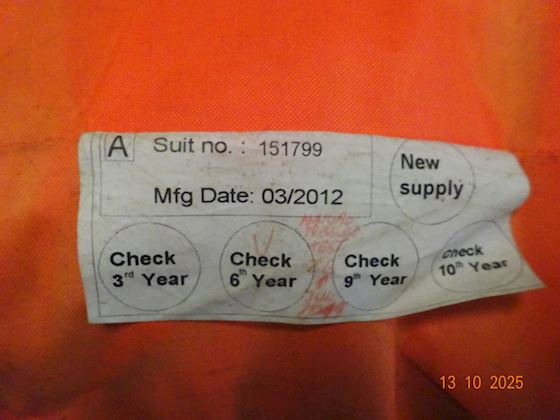 A
Suit no. : 151799
Mfg Date: 03/2012
New
supply
Check
3rd Year
Check
6th Year
Check
9th Year
Check
10th Year
TEST
13 10 2025